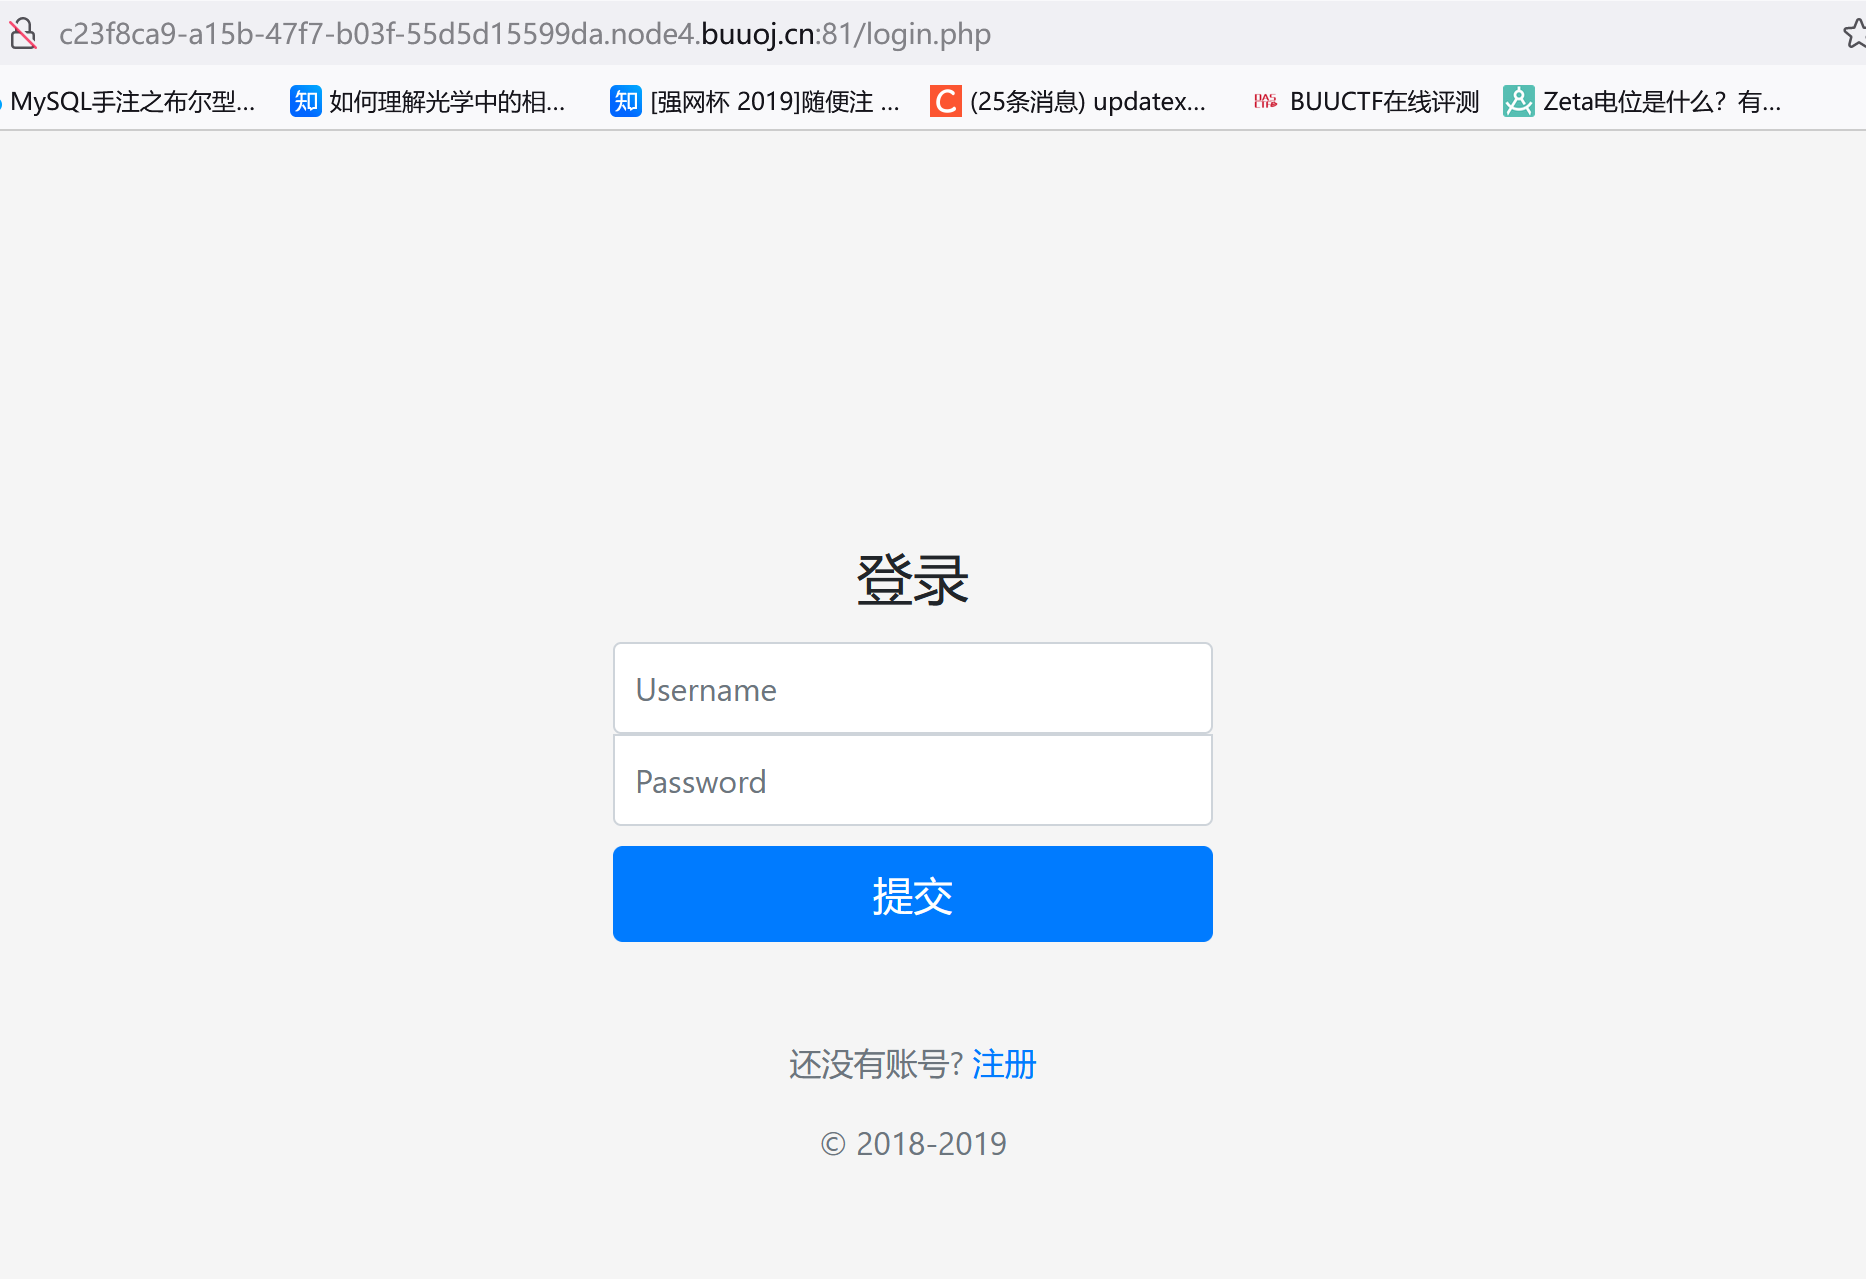 c23f8ca9-a15b-47f7-b03f-55d5d15599da.node4.buuoj.cn:81/login.php
MySQL手注之布尔型... 知 如何理解光学中的相... 知 [强网杯 2019]随便注 ... C (25条消息) updatex... BUUCTF在线评测 Zeta电位是什么？有...
登录
Username
Password
提交
还没有账号? 注册
© 2018-2019